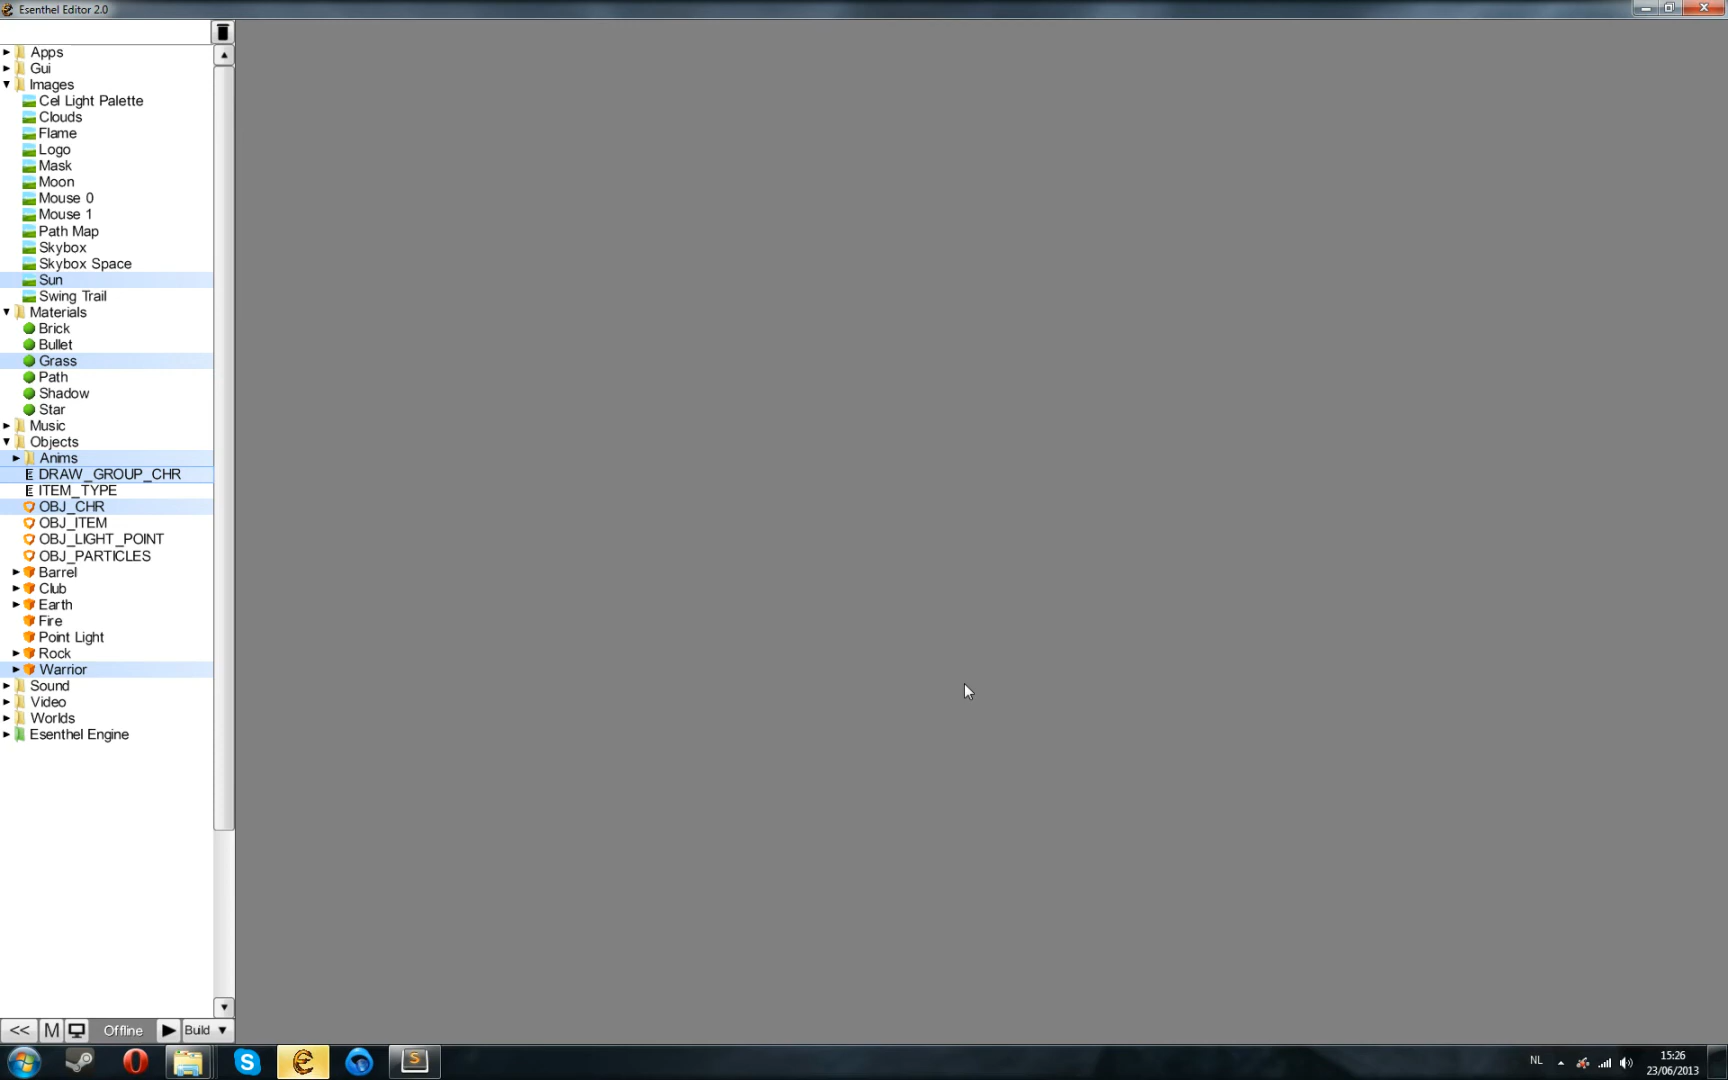 Esenthel Editor 2.0
Apps
Gui
Images
Cel Light Palette
Clouds
Flame
Logo
Mask
Moon
Mouse 0
Mouse 1
Path Map
Skybox
Skybox Space
Sun
Swing Trail
Materials
Brick
Bullet
Grass
Path
Shadow
Star
Music
Objects
Anims
E DRAW_GROUP_CHR
E ITEM_TYPE
OBJ_CHR
OBJ_ITEM
OBJ_LIGHT_POINT
OBJ_PARTICLES
Barrel
Club
Earth
Fire
Point Light
Rock
Warrior
Sound
Video
Worlds
Esenthel Engine
<< M Offline Build
S S
NL 15:26
23/06/2013